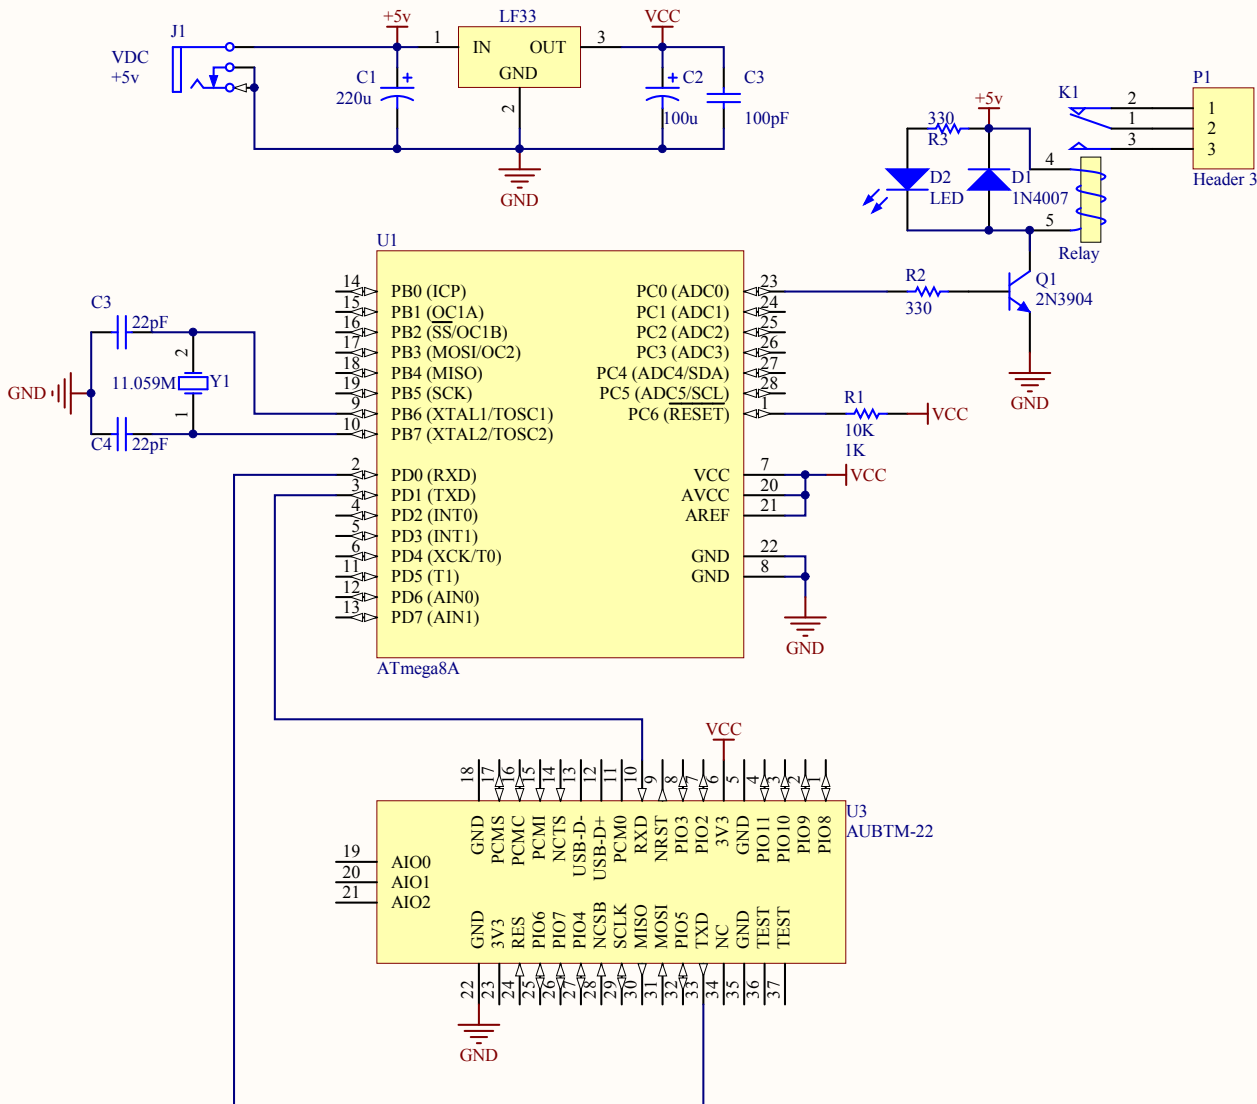 J1
VDC
+5v
+5v
C1
220u
LF33
1 IN OUT 3
GND
2
VCC
C2
100u
C3
100pF
GND
+5v
330
R3
D2
LED
D1
1N4007
4
5
Relay
K1
2
1
3
P1
1
2
3
Header 3
R2
330
Q1
2N3904
GND
C3
22pF
2
11.059M Y1
1
C4 22pF
GND
U1
14 PB0 (ICP)
15 PB1 (OC1A)
16 PB2 (SS/OC1B)
17 PB3 (MOSI/OC2)
18 PB4 (MISO)
19 PB5 (SCK)
9 PB6 (XTAL1/TOSC1)
10 PB7 (XTAL2/TOSC2)
2 PD0 (RXD)
3 PD1 (TXD)
4 PD2 (INT0)
5 PD3 (INT1)
6 PD4 (XCK/T0)
11 PD5 (T1)
12 PD6 (AIN0)
13 PD7 (AIN1)
PC0 (ADC0) 23
PC1 (ADC1) 24
PC2 (ADC2) 25
PC3 (ADC3) 26
PC4 (ADC4/SDA) 27
PC5 (ADC5/SCL) 28
PC6 (RESET) 1
VCC 7
AVCC 20
AREF 21
GND 22
GND 8
ATmega8A
R1
10K
1K
VCC
VCC
GND
VCC
U3
AUBTM-22
18 GND
17 PCMS
16 PCMC
15 PCMI
14 NCTS
13 USB-D-
12 USB-D+
11 PCM0
10 RXD
9 NRST
8 PIO3
7 PIO2
6 3V3
5 GND
4 PIO11
3 PIO10
2 PIO9
1 PIO8
19 AIO0
20 AIO1
21 AIO2
GND 22
3V3 23
RES 24
PIO6 25
PIO7 26
PIO4 27
NCSB 28
SCLK 29
MISO 30
MOSI 31
PIO5 32
TXD 33
NC 34
GND 35
TEST 36
TEST 37
GND